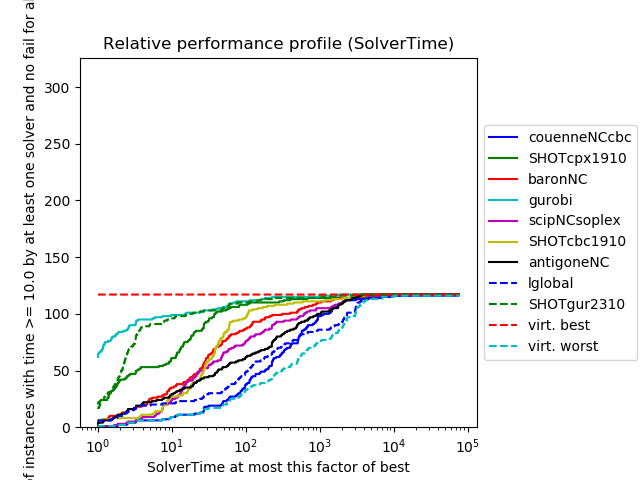 Relative performance profile (SolverTime)
of instances with time >= 10.0 by at least one solver and no fail for
300
250
200
150
100
50
0
10^0
10^1
10^2
10^3
10^4
10^5
SolverTime at most this factor of best
couenneNCcbc
SHOTcpx1910
baronNC
gurobi
scipNCsoplex
SHOTcbc1910
antigoneNC
lglobal
SHOTgur2310
virt. best
virt. worst